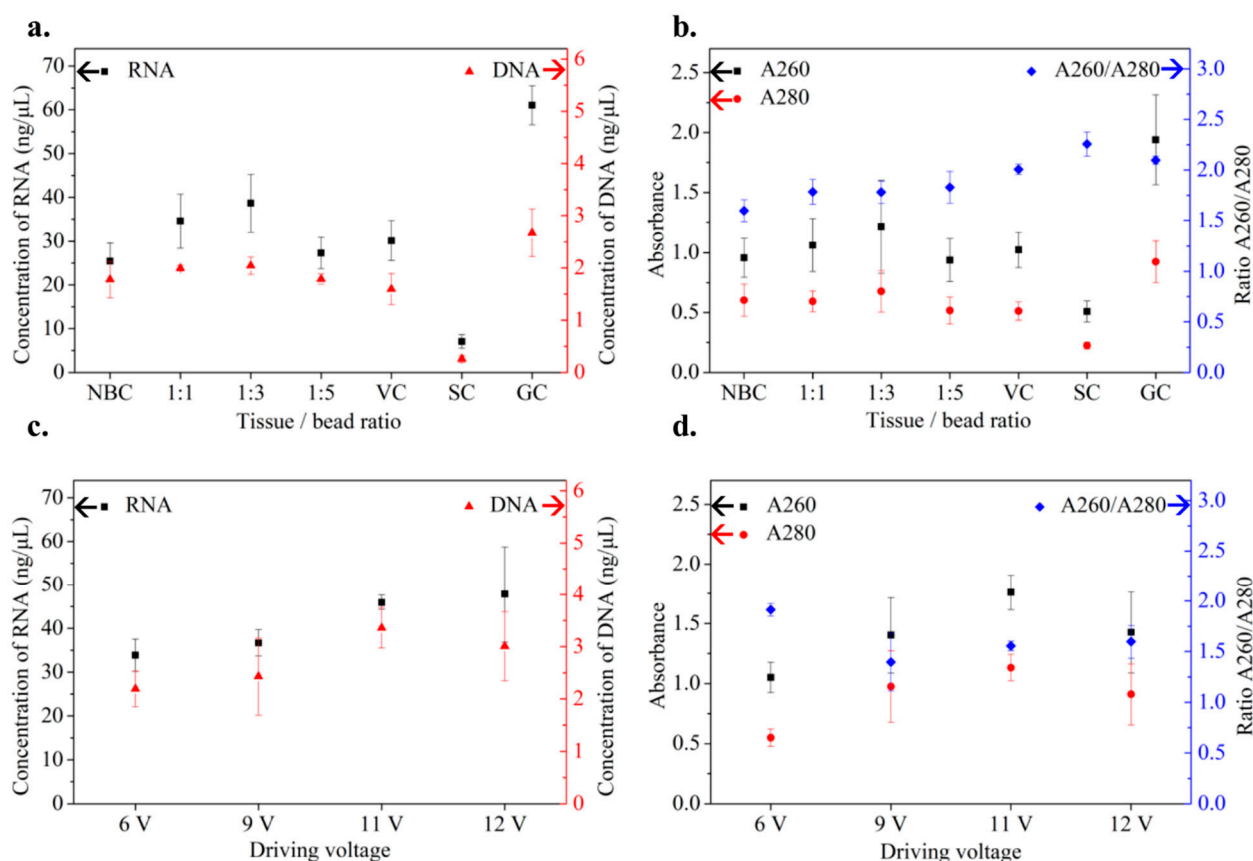 a.
RNA
DNA
70
60
50
40
30
20
10
0
Concentration of RNA (ng/µL)
6
5
4
3
2
1
0
Concentration of DNA (ng/µL)
NBC 1:1 1:3 1:5 VC SC GC
Tissue / bead ratio
b.
A260
A280
A260/A280
2.5
2.0
1.5
1.0
0.5
0.0
Absorbance
3.0
2.5
2.0
1.5
1.0
0.5
0.0
Ratio A260/A280
NBC 1:1 1:3 1:5 VC SC GC
Tissue / bead ratio
c.
RNA
DNA
70
60
50
40
30
20
10
0
Concentration of RNA (ng/µL)
6
5
4
3
2
1
0
Concentration of DNA (ng/µL)
6 V 9 V 11 V 12 V
Driving voltage
d.
A260
A280
A260/A280
2.5
2.0
1.5
1.0
0.5
0.0
Absorbance
3.0
2.5
2.0
1.5
1.0
0.5
0.0
Ratio A260/A280
6 V 9 V 11 V 12 V
Driving voltage